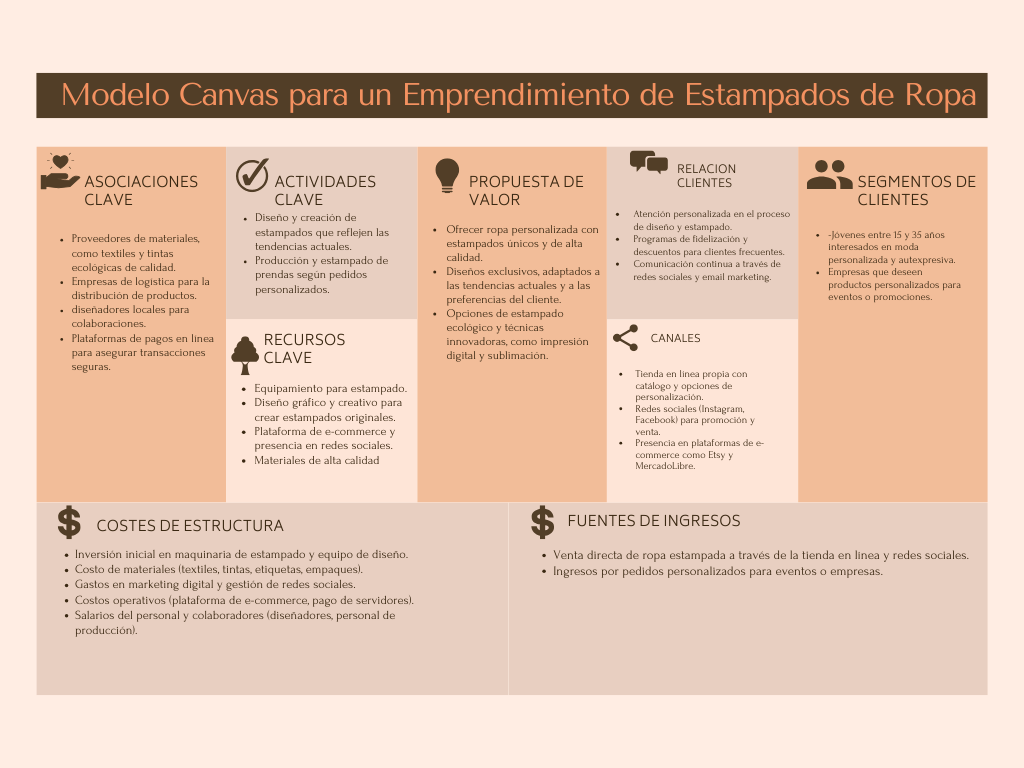 Modelo Canvas para un Emprendimiento de Estampados de Ropa
ASOCIACIONES
CLAVE
• Proveedores de materiales,
como textiles y tintas
ecológicas de calidad.
• Empresas de logística para la
distribución de productos.
• diseñadores locales para
colaboraciones.
• Plataformas de pagos en línea
para asegurar transacciones
seguras.
ACTIVIDADES
CLAVE
• Diseño y creación de
estampados que reflejen las
tendencias actuales.
• Producción y estampado de
prendas según pedidos
personalizados.
RECURSOS
CLAVE
• Equipamiento para estampado.
• Diseño gráfico y creativo para
crear estampados originales.
• Plataforma de e-commerce y
presencia en redes sociales.
• Materiales de alta calidad
PROPUESTA DE
VALOR
• Ofrecer ropa personalizada con
estampados únicos y de alta
calidad.
• Diseños exclusivos, adaptados a
las tendencias actuales y a las
preferencias del cliente.
• Opciones de estampado
ecológico y técnicas
innovadoras, como impresión
digital y sublimación.
RELACION
CLIENTES
• Atención personalizada en el proceso
de diseño y estampado.
• Programas de fidelización y
descuentos para clientes frecuentes.
• Comunicación continua a través de
redes sociales y email marketing.
CANALES
• Tienda en línea propia con
catálogo y opciones de
personalización.
• Redes sociales (Instagram,
Facebook) para promoción y
venta.
• Presencia en plataformas de e-
commerce como Etsy y
MercadoLibre.
SEGMENTOS DE
CLIENTES
• -Jóvenes entre 15 y 35 años
interesados en moda
personalizada y autexpresiva.
• Empresas que deseen
productos personalizados para
eventos o promociones.
COSTES DE ESTRUCTURA
• Inversión inicial en maquinaria de estampado y equipo de diseño.
• Costo de materiales (textiles, tintas, etiquetas, empaques).
• Gastos en marketing digital y gestión de redes sociales.
• Costos operativos (plataforma de e-commerce, pago de servidores).
• Salarios del personal y colaboradores (diseñadores, personal de
producción).
FUENTES DE INGRESOS
• Venta directa de ropa estampada a través de la tienda en línea y redes sociales.
• Ingresos por pedidos personalizados para eventos o empresas.